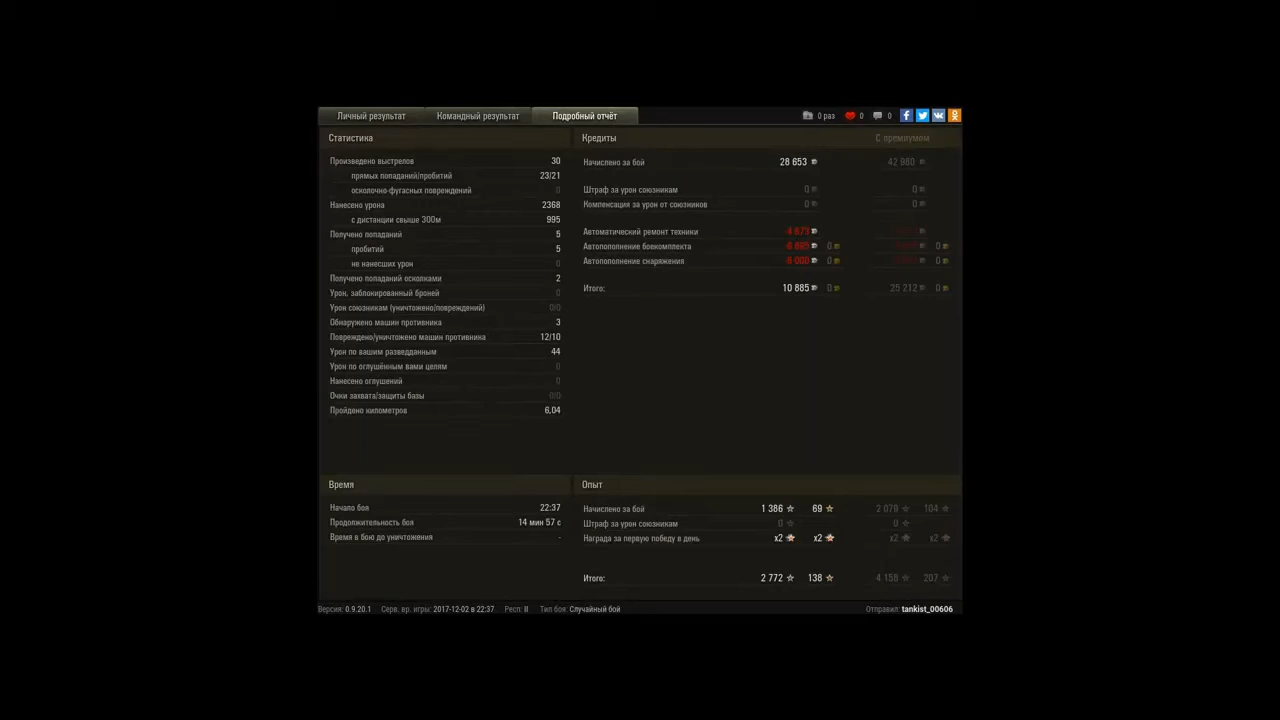 Личный результат Командный результат Подробный отчёт 0 раз 0 0
Статистика
Произведено выстрелов 30
прямых попаданий/пробитий 23/21
осколочно-фугасных повреждений 0
Нанесено урона 2368
с дистанции свыше 300м 995
Получено попаданий 5
пробитий 5
не нанесших урон 0
Получено попаданий осколками 2
Урон, заблокированный бронёй 0
Урон союзникам (уничтожено/повреждений) 0/0
Обнаружено машин противника 3
Повреждено/уничтожено машин противника 12/10
Урон по вашим разведданным 44
Урон по оглушённым вами целям 0
Нанесено оглушений 0
Очки захвата/защиты базы 0/0
Пройдено километров 6,04
Кредиты С премиумом
Начислено за бой 28 653 42 980
Штраф за урон союзникам 0 0
Компенсация за урон от союзников 0 0
Автоматический ремонт техники
Автопополнение боекомплекта 0 0
Автопополнение снаряжения 0 0
Итого: 10 885 0 25 212 0
Время
Начало боя 22:37
Продолжительность боя 14 мин 57 с
Время в бою до уничтожения -
Опыт
Начислено за бой 1 386 69 2 079 104
Штраф за урон союзникам 0 0
Награда за первую победу в день x2 x2 x2 x2
Итого: 2 772 138 4 158 207
Версия: 0.9.20.1 Серв. вр. игры: 2017-12-02 в 22:37 Респ: II Тип боя: Случайный бой Отправил: tankist_00606